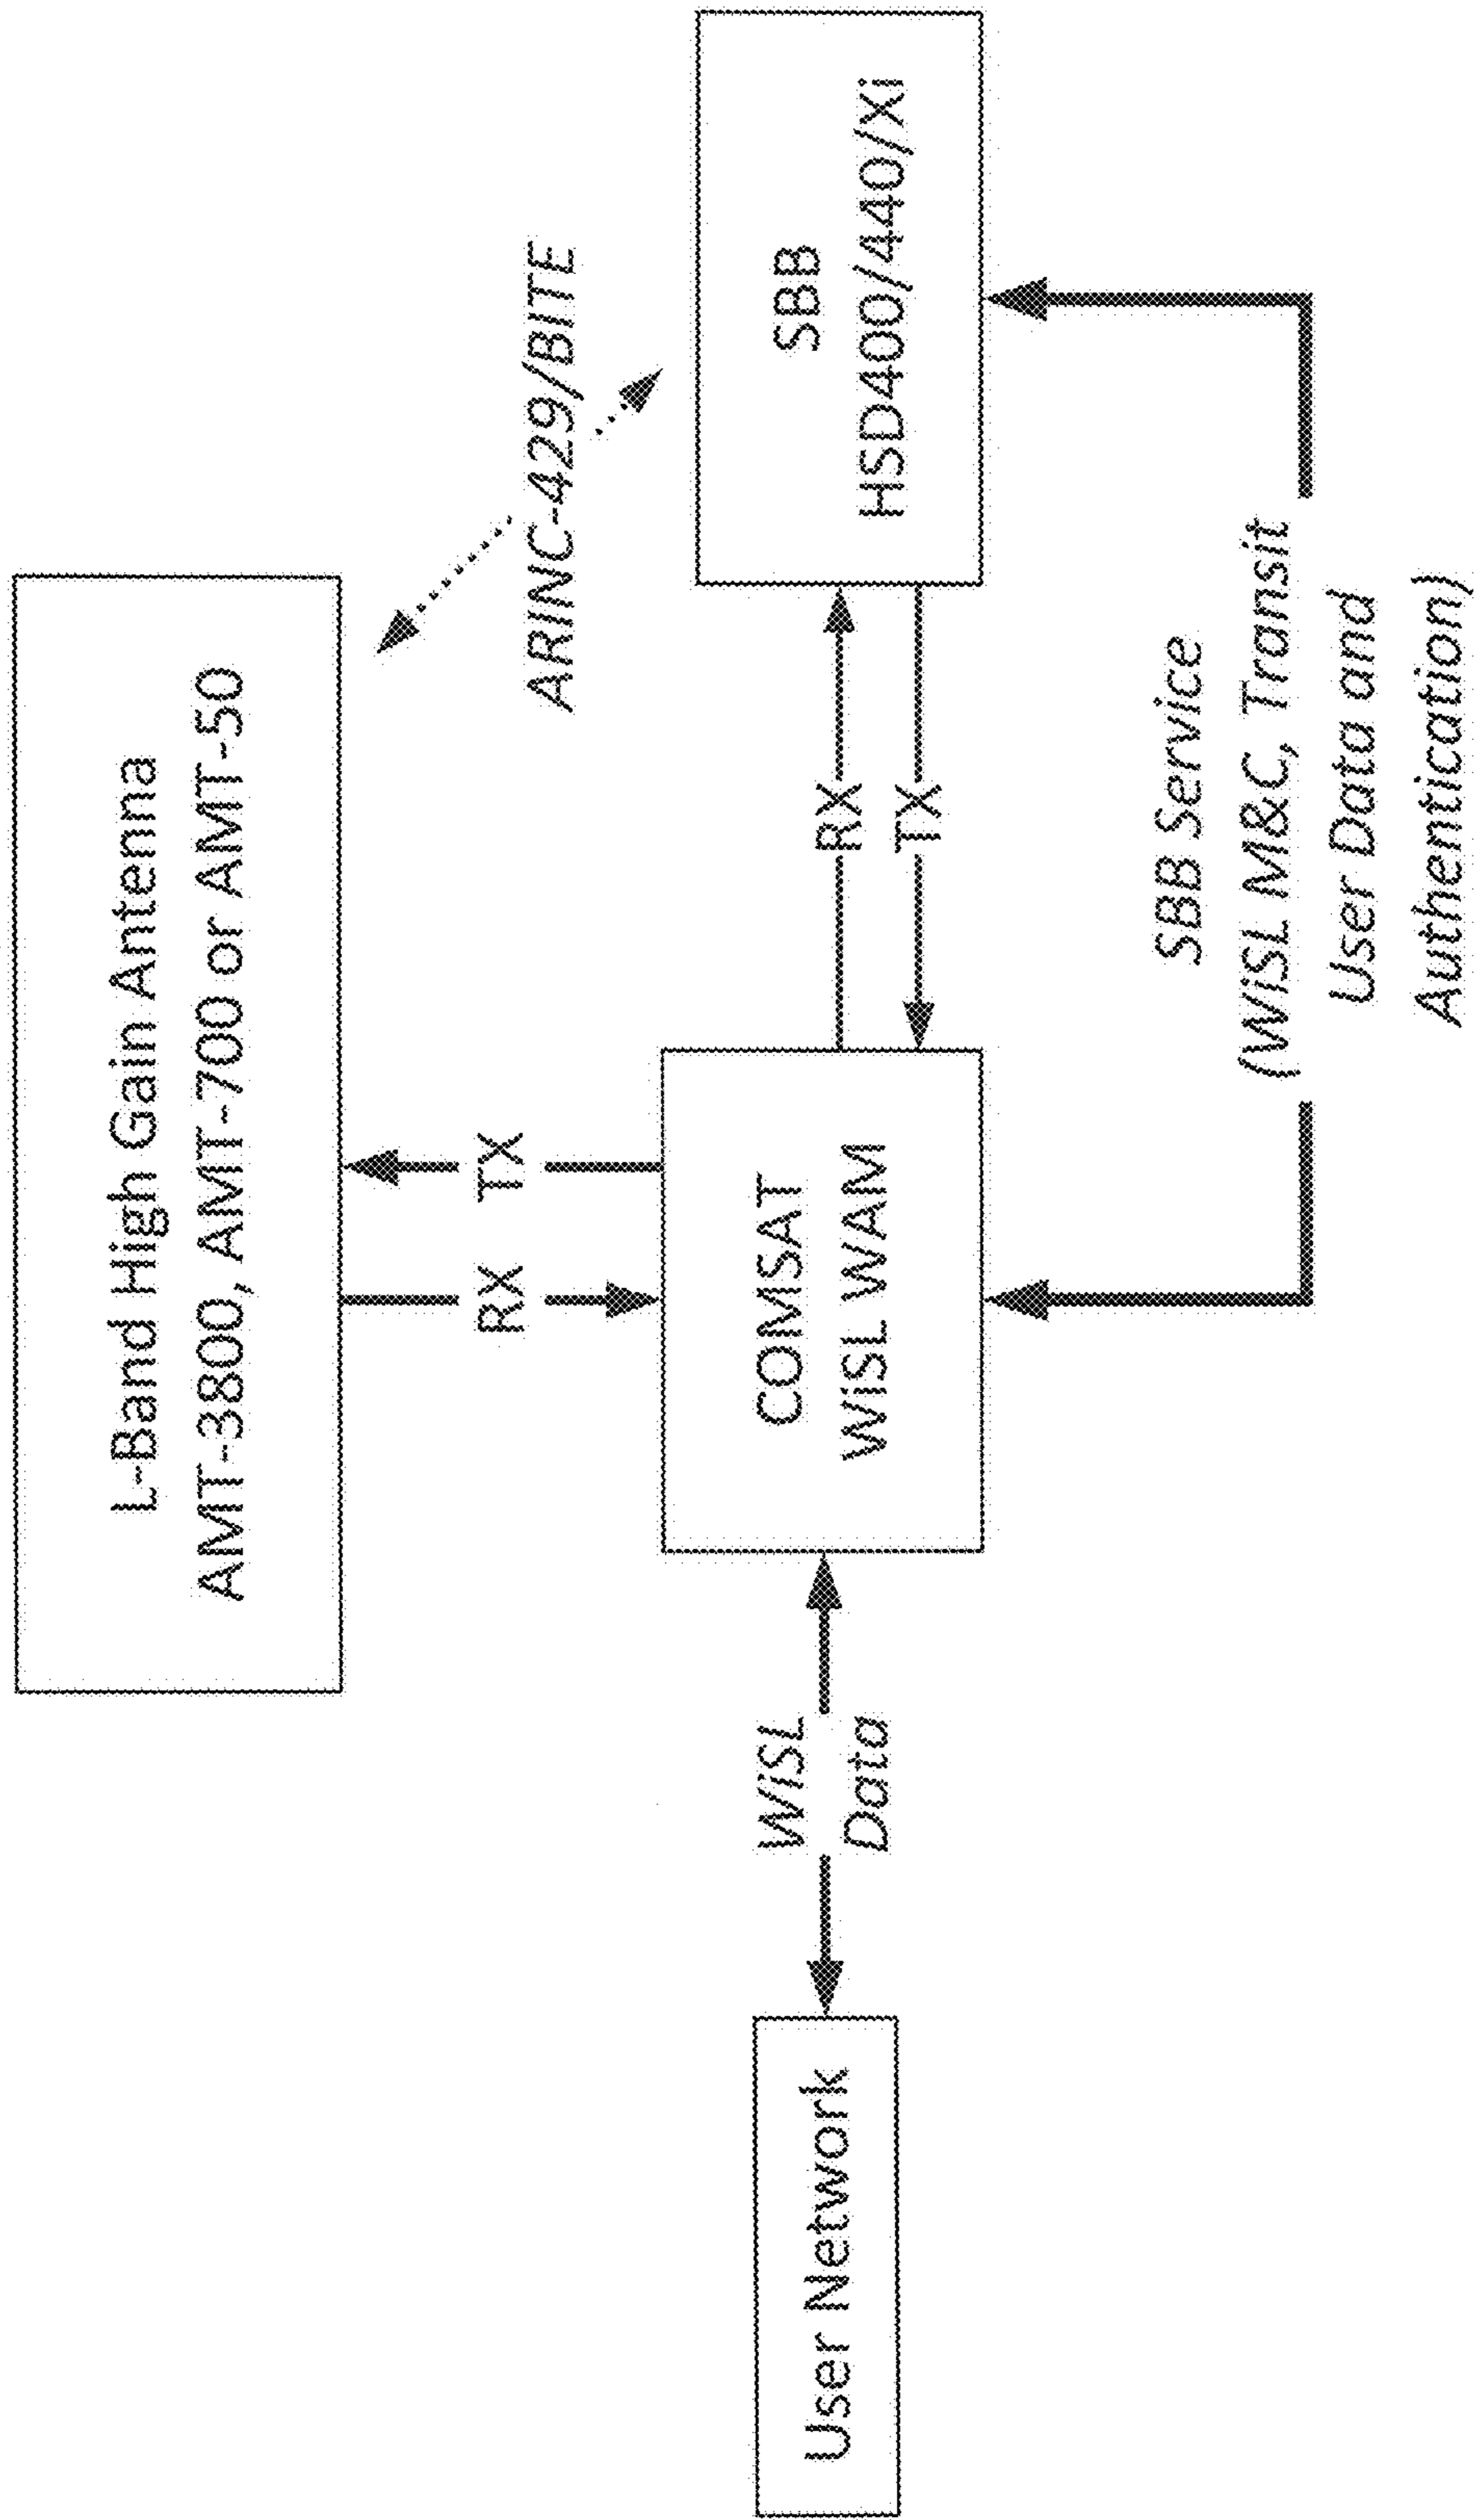 L-Band High Gain Antenna
AMT-3800, AMT-700 or AMT-50
ARINC-429/BITE
RX
TX
User Network
WiSL
Data
COMSAT
WiSL WAM
RX
TX
SBB
HSD400/440/Xi
SBB Service
(WiSL M&C, Transit
User Data and
Authentication)